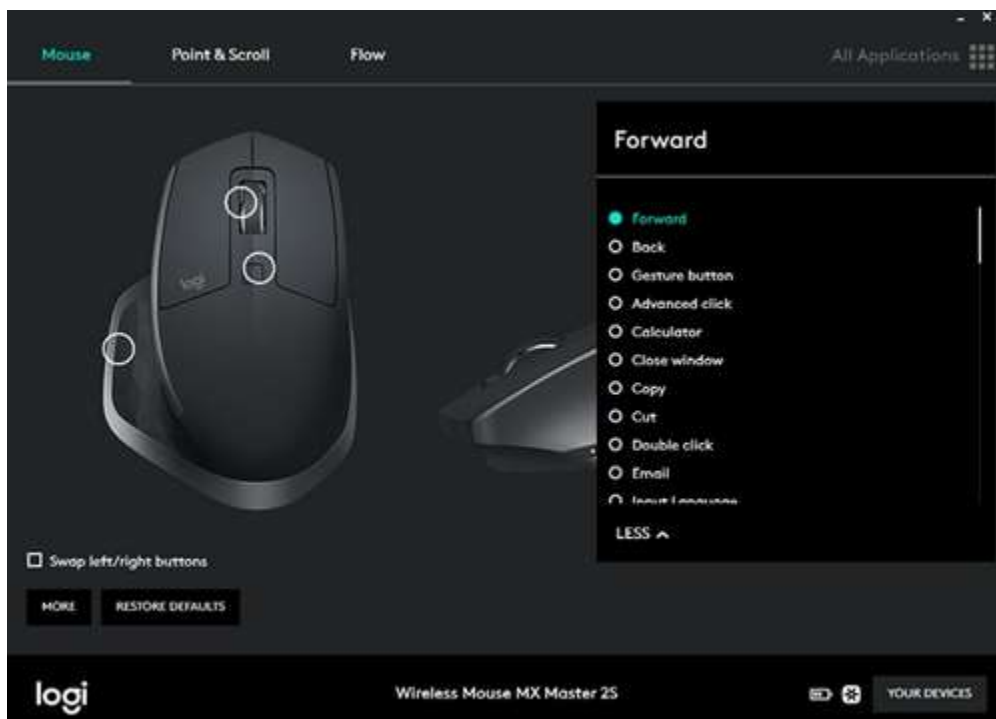 Mouse
Point & Scroll
Flow
All Applications
Forward
Forward
Back
Gesture button
Advanced click
Calculator
Close window
Copy
Cut
Double click
Email
Input Language
LESS
logi
Swap left/right buttons
MORE
RESTORE DEFAULTS
logi
Wireless Mouse MX Master 2S
YOUR DEVICES